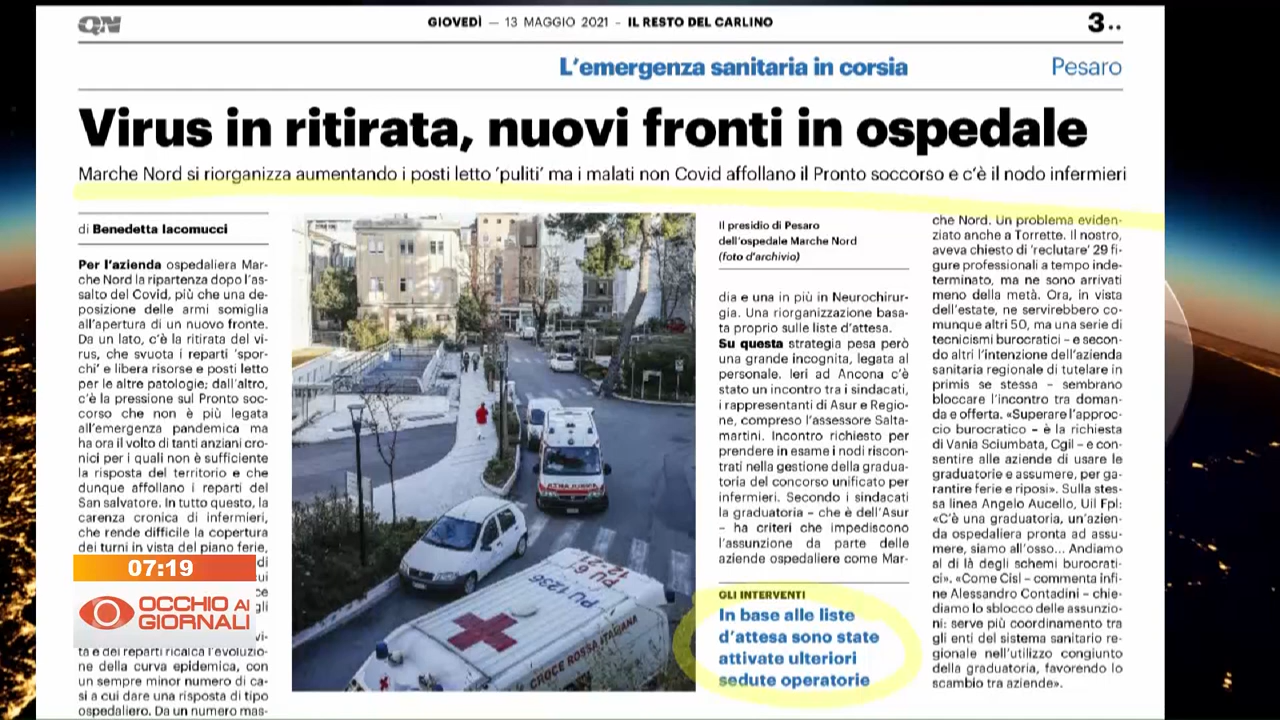 QN
GIOVEDÌ — 13 MAGGIO 2021 – IL RESTO DEL CARLINO
3..
L'emergenza sanitaria in corsia
Pesaro
Virus in ritirata, nuovi fronti in ospedale
Marche Nord si riorganizza aumentando i posti letto 'puliti' ma i malati non Covid affollano il Pronto soccorso e c'è il nodo infermieri
di Benedetta Iacomucci
Per l'azienda ospedaliera Mar-
che Nord la ripartenza dopo l'as-
salto del Covid, più che una de-
posizione delle armi somiglia
all'apertura di un nuovo fronte.
Da un lato, c'è la ritirata del vi-
rus, che svuota i reparti 'spor-
chi' e libera risorse e posti letto
per le altre patologie; dall'altro,
c'è la pressione sul Pronto soc-
corso che non è più legata
all'emergenza pandemica ma
ha ora il volto di tanti anziani cro-
nici per i quali non è sufficiente
la risposta del territorio e che
dunque affollano i reparti del
San salvatore. In tutto questo, la
carenza cronica di infermieri,
che rende difficile la copertura
dei turni in vista del piano ferie,
di
07:19
OCCHIO AI
GIORNALI
ta e dei reparti ricalca l'evoluzio-
ne della curva epidemica, con
un sempre minor numero di ca-
si a cui dare una risposta di tipo
ospedaliero. Da un numero mas-
PU 1236
CROCE ROSSA ITALIANA
Il presidio di Pesaro
dell'ospedale Marche Nord
(foto d'archivio)
dia e una in più in Neurochirur-
gia. Una riorganizzazione basa-
ta proprio sulle liste d'attesa.
Su questa strategia pesa però
una grande incognita, legata al
personale. Ieri ad Ancona c'è
stato un incontro tra i sindacati,
i rappresentanti di Asur e Regio-
ne, compreso l'assessore Salta-
martini. Incontro richiesto per
prendere in esame i nodi riscon-
trati nella gestione della gradua-
toria del concorso unificato per
infermieri. Secondo i sindacati
la graduatoria – che è dell'Asur
– ha criteri che impediscono
l'assunzione da parte delle
aziende ospedaliere come Mar-
GLI INTERVENTI
In base alle liste
d'attesa sono state
attivate ulteriori
sedute operatorie
che Nord. Un problema eviden-
ziato anche a Torrette. Il nostro,
aveva chiesto di 'reclutare' 29 fi-
gure professionali a tempo inde-
terminato, ma ne sono arrivati
meno della metà. Ora, in vista
dell'estate, ne servirebbero co-
munque altri 50, ma una serie di
tecnicismi burocratici – e secon-
do altri l'intenzione dell'azienda
sanitaria regionale di tutelare in
primis se stessa – sembrano
bloccare l'incontro tra doman-
da e offerta. «Superare l'approc-
cio burocratico – è la richiesta
di Vania Sciumbata, Cgil – e con-
sentire alle aziende di usare le
graduatorie e assumere, per ga-
rantire ferie e riposi». Sulla stes-
sa linea Angelo Aucello, Uil Fpl:
«C'è una graduatoria, un'azien-
da ospedaliera pronta ad assu-
mere, siamo all'osso... Andiamo
al di là degli schemi burocrati-
ci». «Come Cisl – commenta infi-
ne Alessandro Contadini – chie-
diamo lo sblocco delle assunzio-
ni: serve più coordinamento tra
gli enti del sistema sanitario re-
gionale nell'utilizzo congiunto
della graduatoria, favorendo lo
scambio tra aziende».